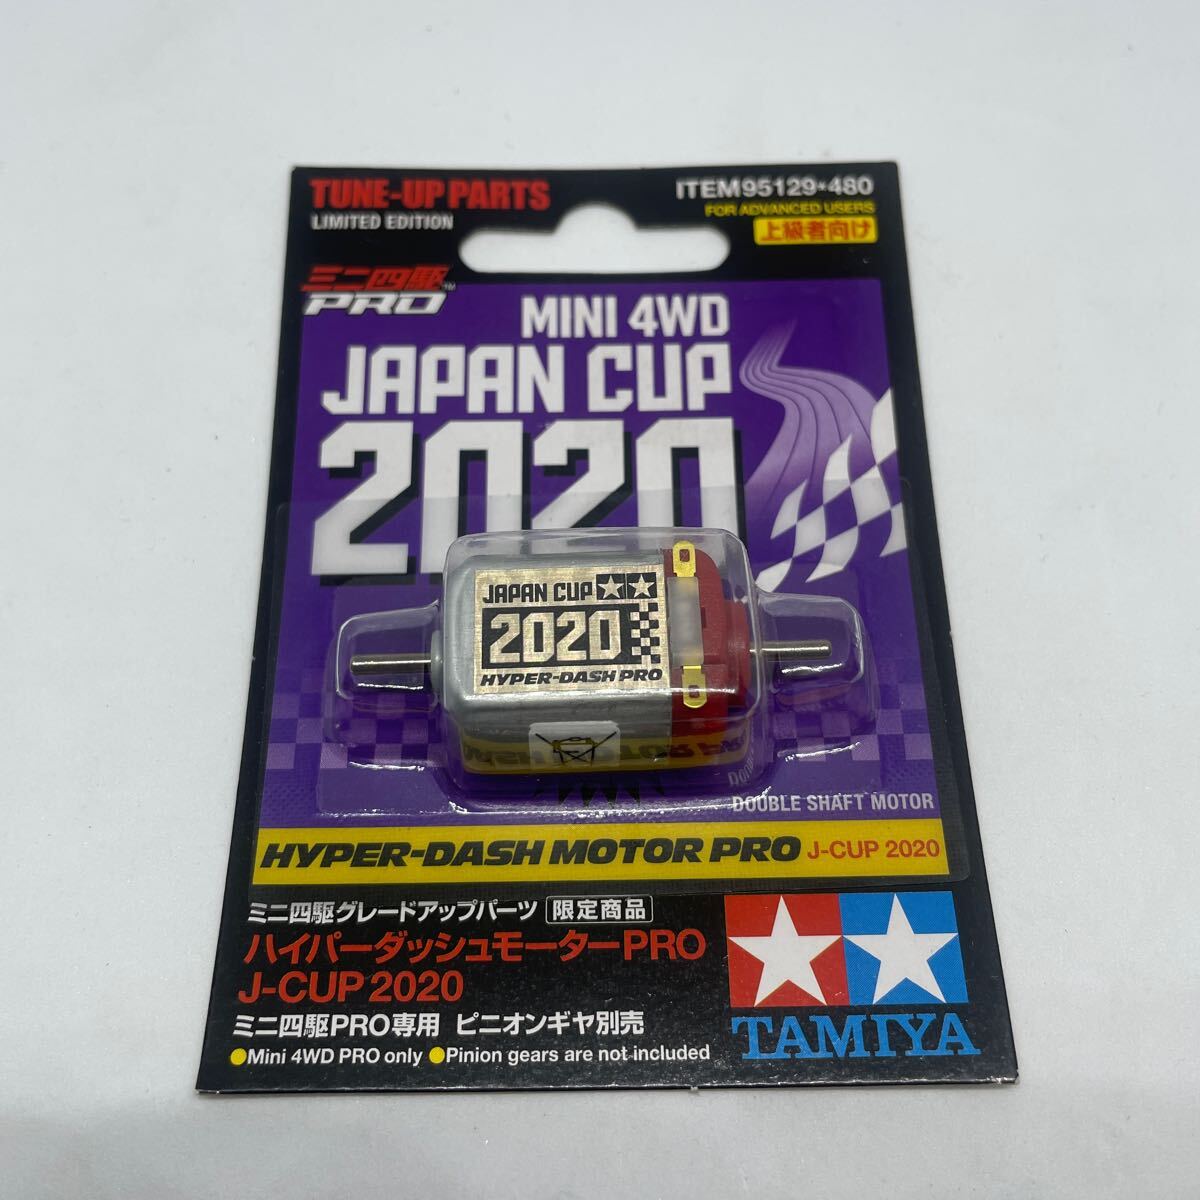 TUNE-UP PARTS
LIMITED EDITION
ITEM 95129*480
FOR ADVANCED USERS
上級者向け
ミニ四駆 ™
PRO
MINI 4WD
JAPAN CUP
2020
JAPAN CUP
2020
HYPER-DASH PRO
MOTOR PRO
DOUBLE SHAFT MOTOR
HYPER-DASH MOTOR PRO J-CUP 2020
ミニ四駆グレードアップパーツ 限定商品
ハイパーダッシュモーターPRO
J-CUP 2020
ミニ四駆PRO専用 ピニオンギヤ別売
●Mini 4WD PRO only ●Pinion gears are not included
TAMIYA